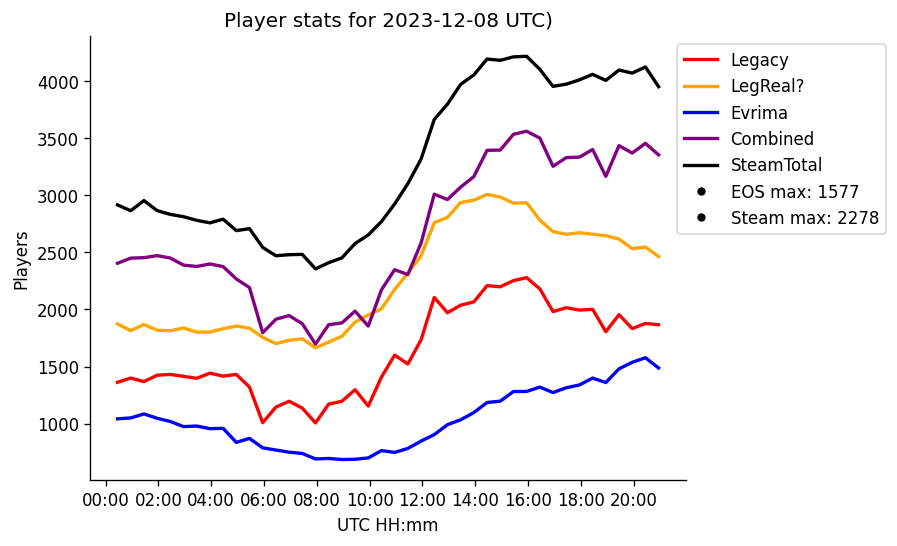 Player stats for 2023-12-08 UTC)
Players
4000
3500
3000
2500
2000
1500
1000
00:00 02:00 04:00 06:00 08:00 10:00 12:00 14:00 16:00 18:00 20:00
UTC HH:mm
Legacy
LegReal?
Evrima
Combined
SteamTotal
EOS max: 1577
Steam max: 2278